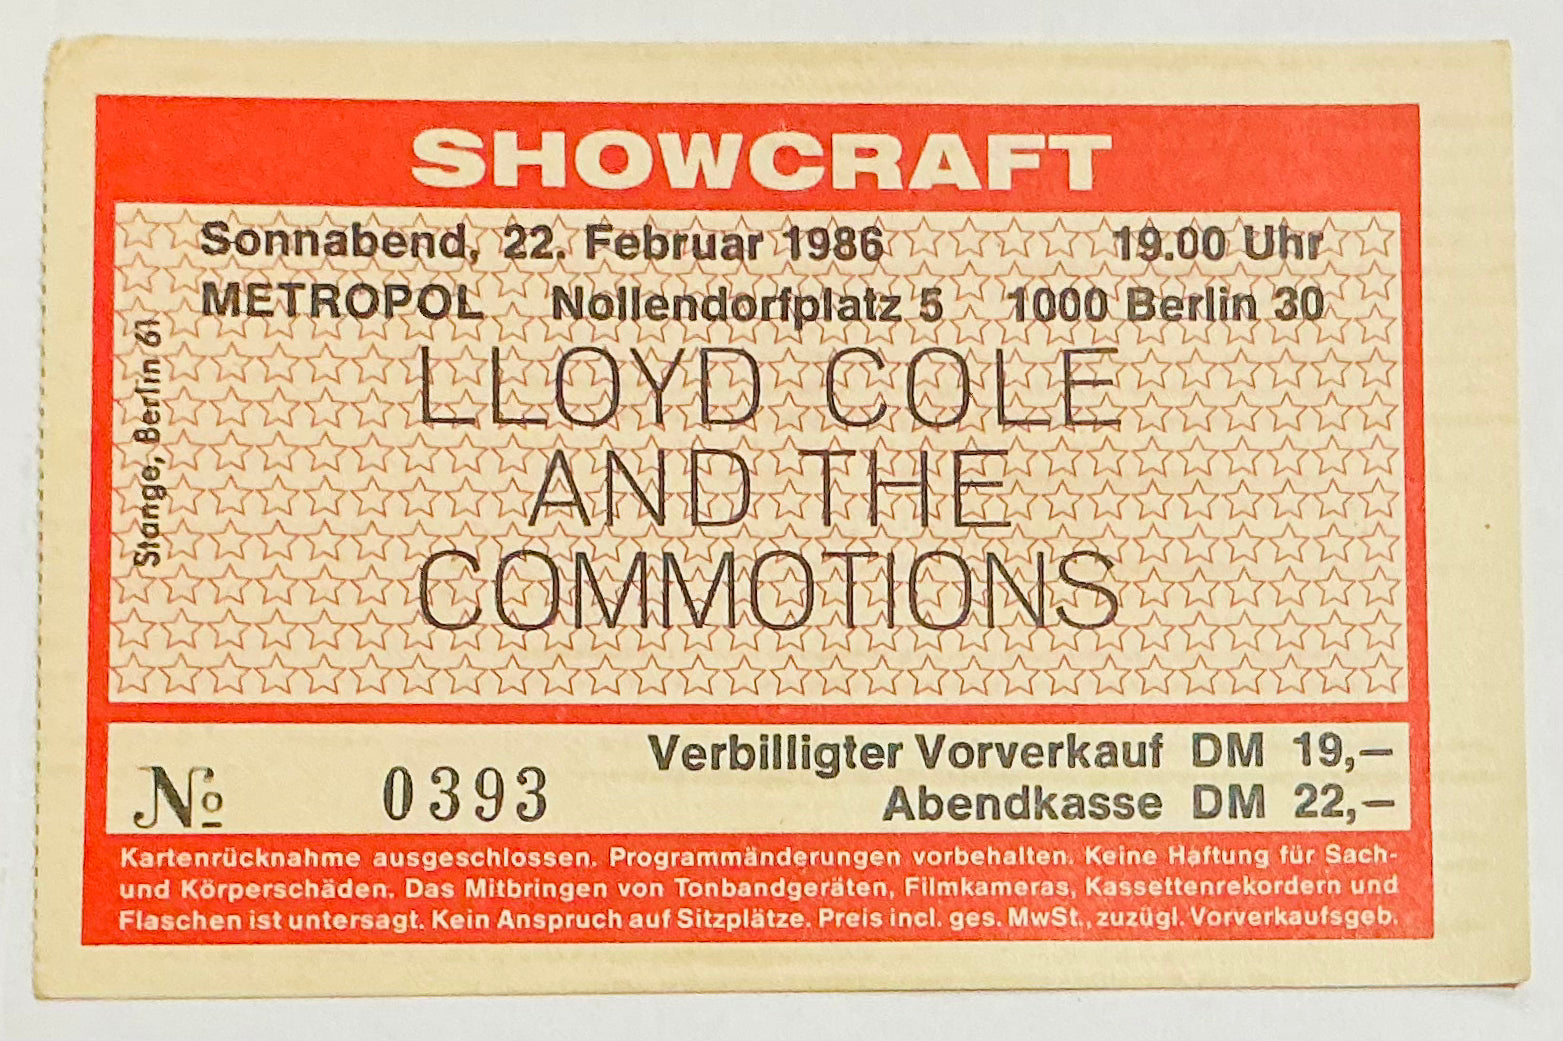 SHOWCRAFT
Sonnabend, 22. Februar 1986 19.00 Uhr
METROPOL Nollendorfplatz 5 1000 Berlin 30
LLOYD COLE
AND THE
COMMOTIONS
Stange, Berlin 61
Verbilligter Vorverkauf DM 19,—
Abendkasse DM 22,—
No 0393
Kartenrücknahme ausgeschlossen. Programmänderungen vorbehalten. Keine Haftung für Sach-
und Körperschäden. Das Mitbringen von Tonbandgeräten, Filmkameras, Kassettenrekordern und
Flaschen ist untersagt. Kein Anspruch auf Sitzplätze. Preis incl. ges. MwSt., zuzügl. Vorverkaufsgeb.